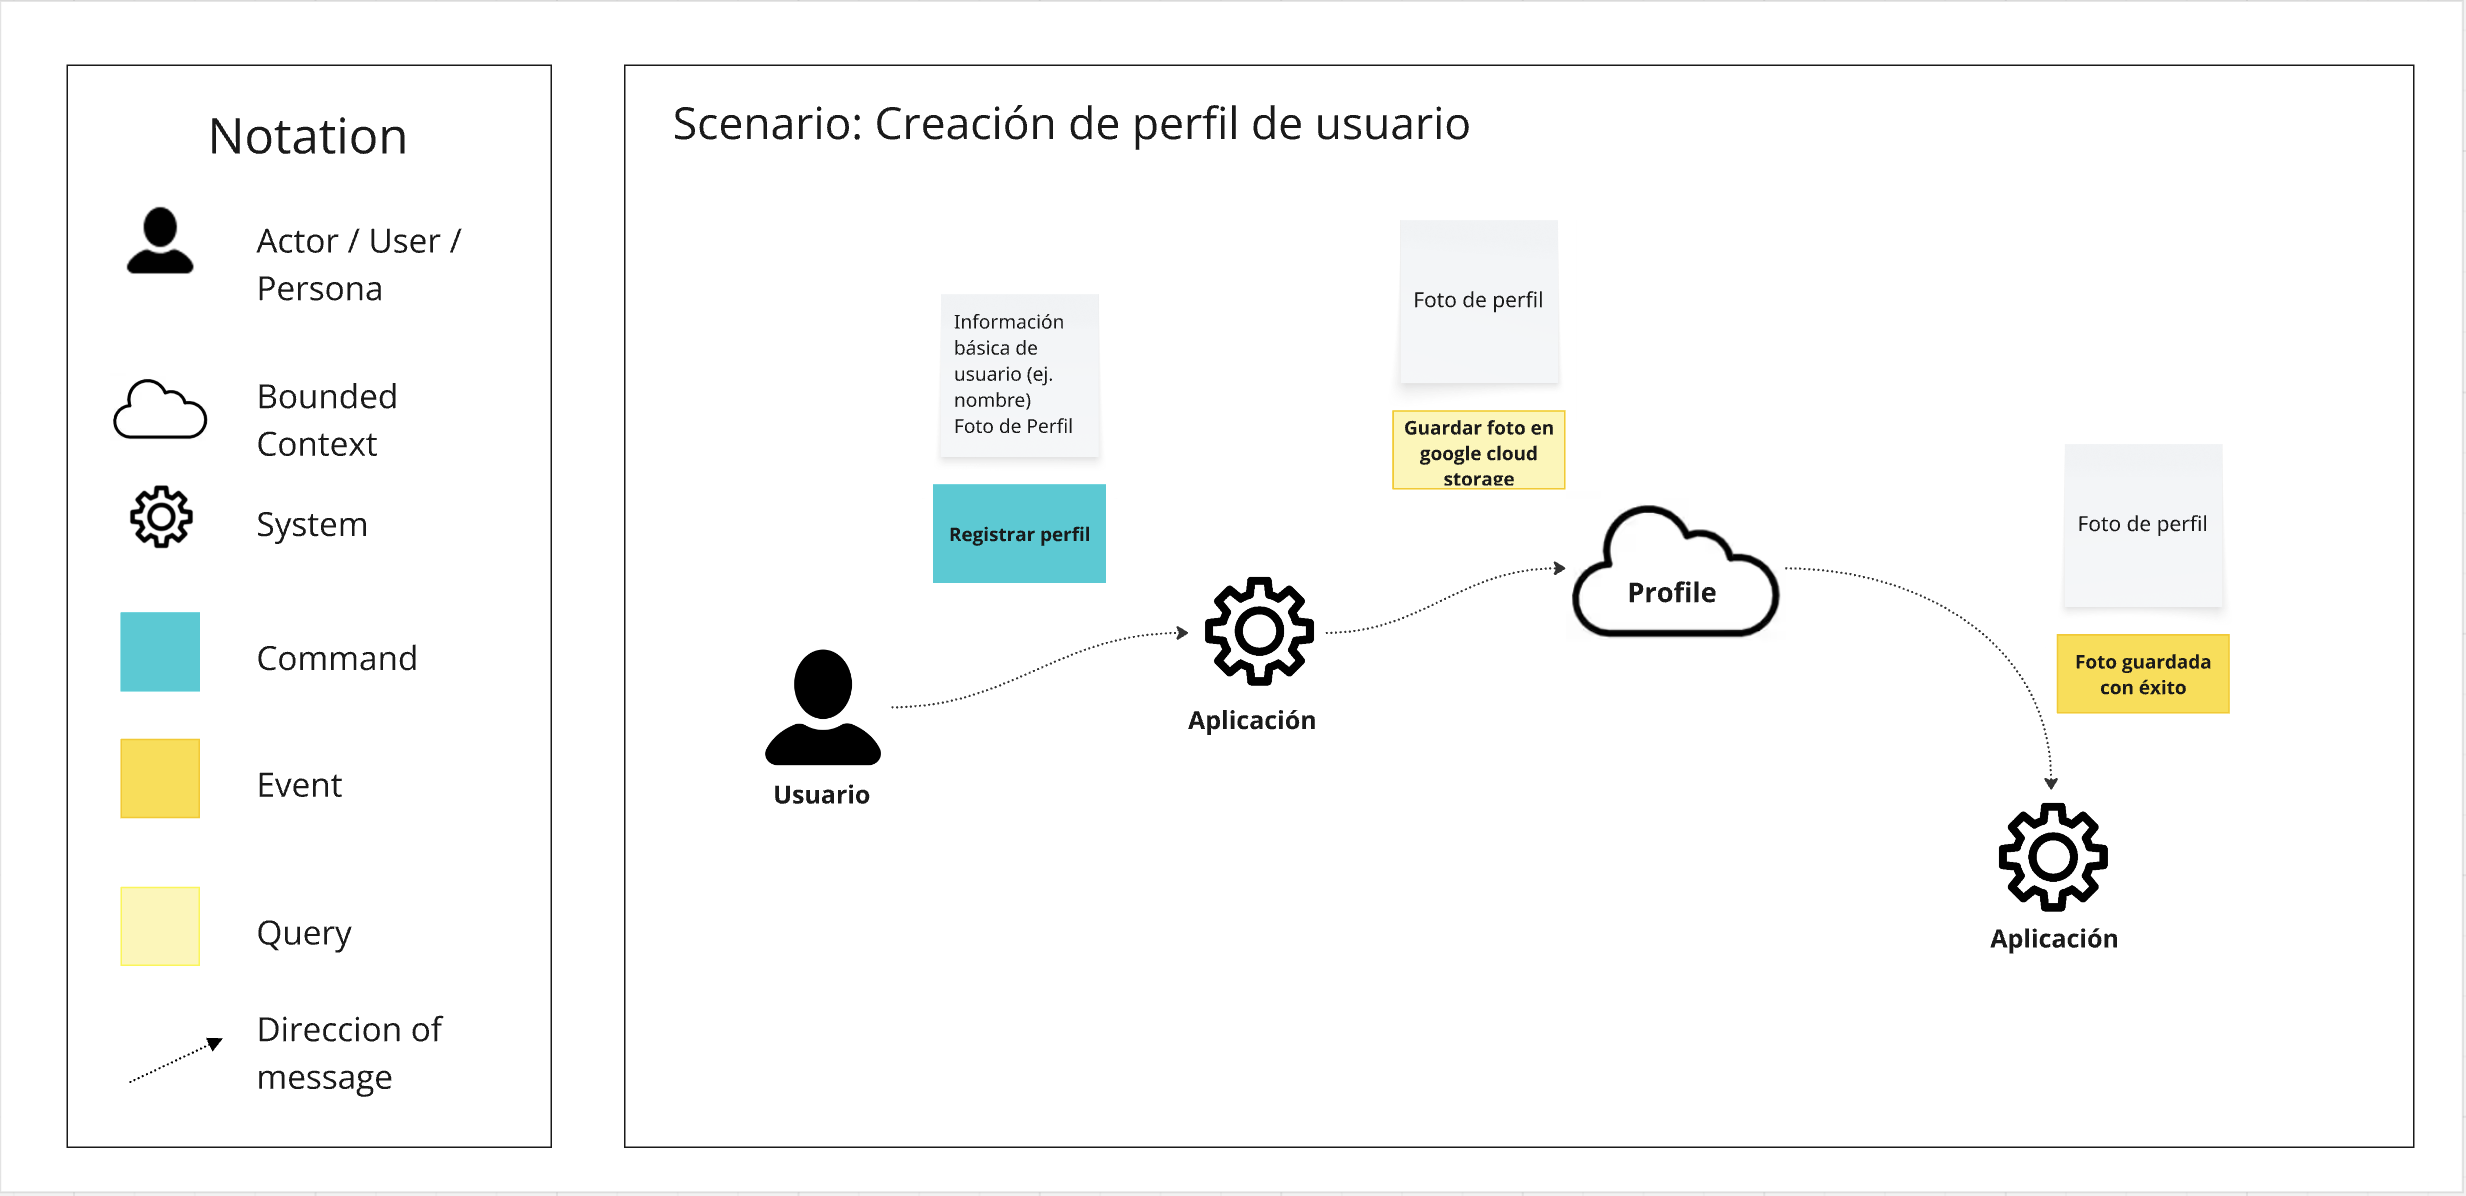 Notation
Actor / User /
Persona
Bounded
Context
System
Command
Event
Query
Direccion of
message
Scenario: Creación de perfil de usuario
Información
básica de
usuario (ej.
nombre)
Foto de Perfil
Registrar perfil
Usuario
Aplicación
Foto de perfil
Guardar foto en
google cloud
storage
Profile
Foto de perfil
Foto guardada
con éxito
Aplicación